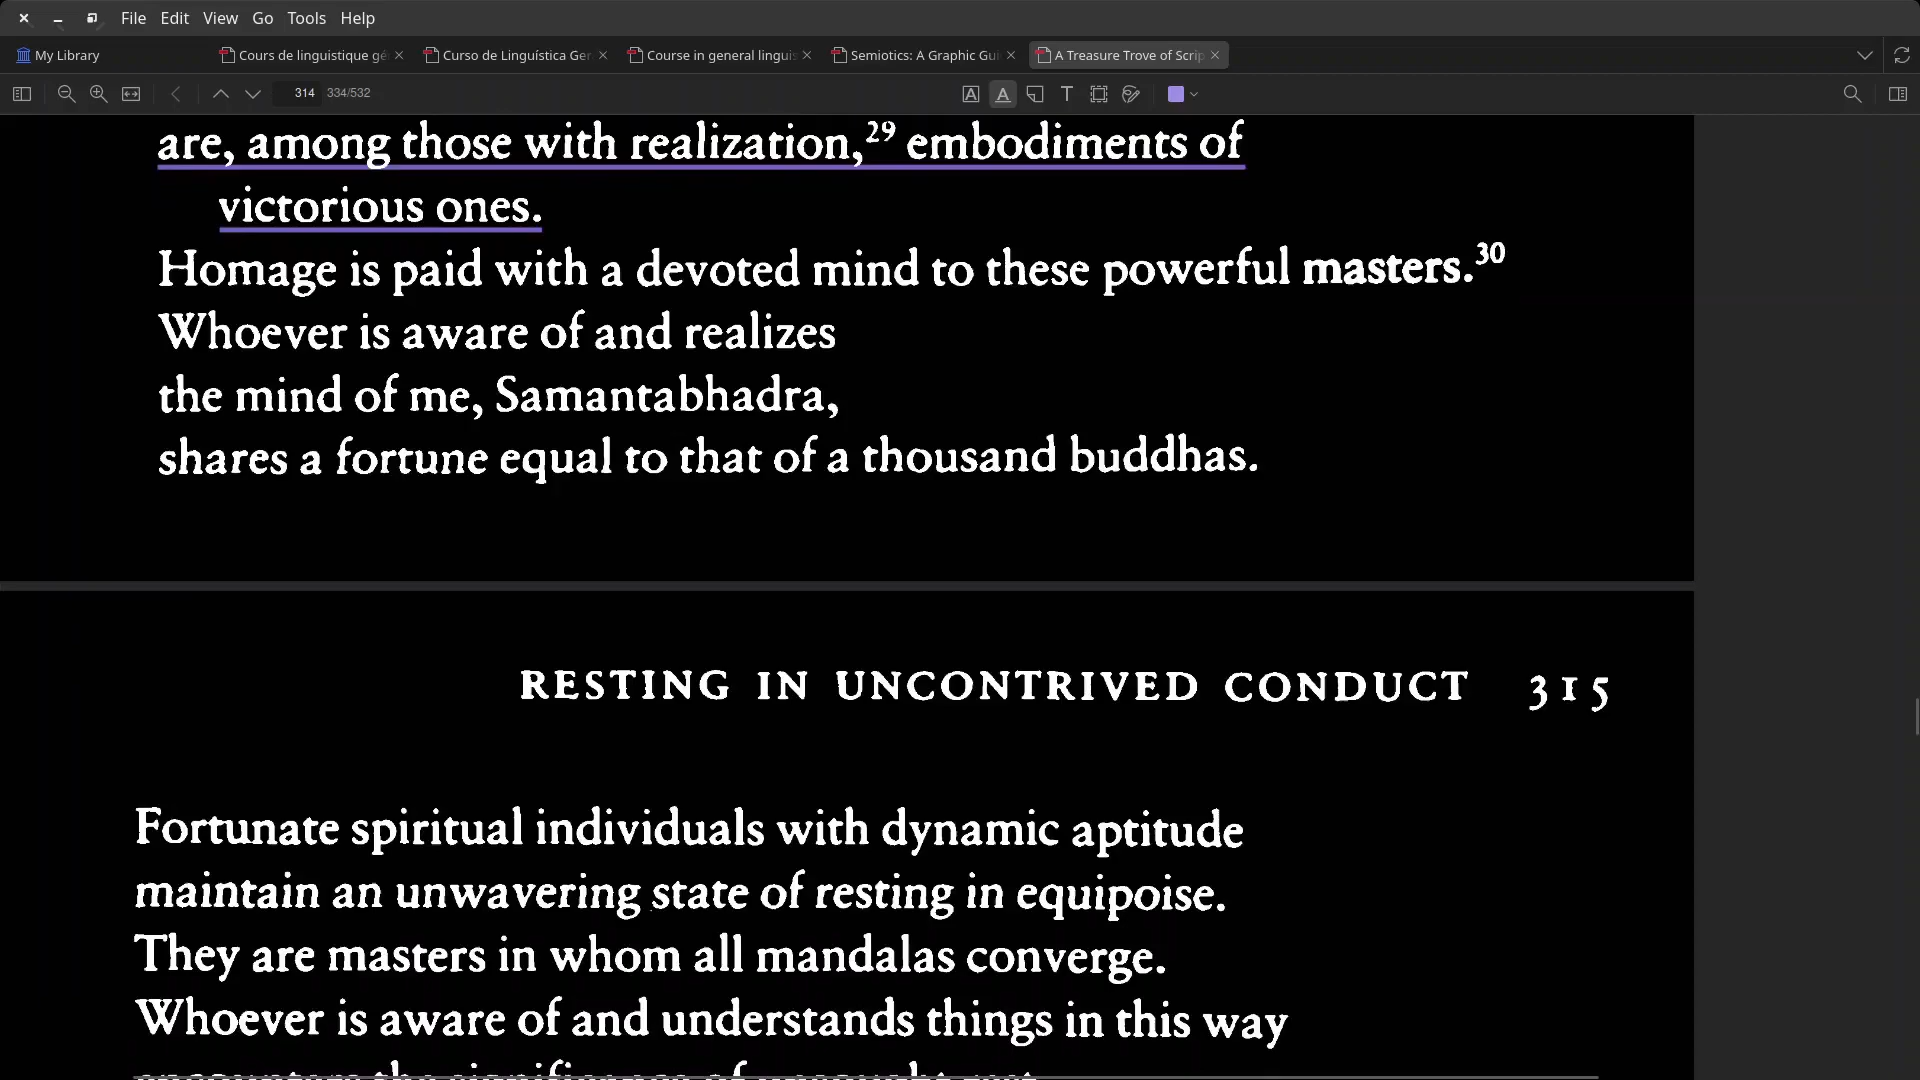 File Edit View Go Tools Help
My Library
Cours de linguistique gé
Curso de Linguística Ger
Course in general linguis
Semiotics: A Graphic Gui
A Treasure Trove of Scrip
314 334/532
are, among those with realization,29 embodiments of
victorious ones.
Homage is paid with a devoted mind to these powerful masters.30
Whoever is aware of and realizes
the mind of me, Samantabhadra,
shares a fortune equal to that of a thousand buddhas.
RESTING IN UNCONTRIVED CONDUCT 315
Fortunate spiritual individuals with dynamic aptitude
maintain an unwavering state of resting in equipoise.
They are masters in whom all mandalas converge.
Whoever is aware of and understands things in this way